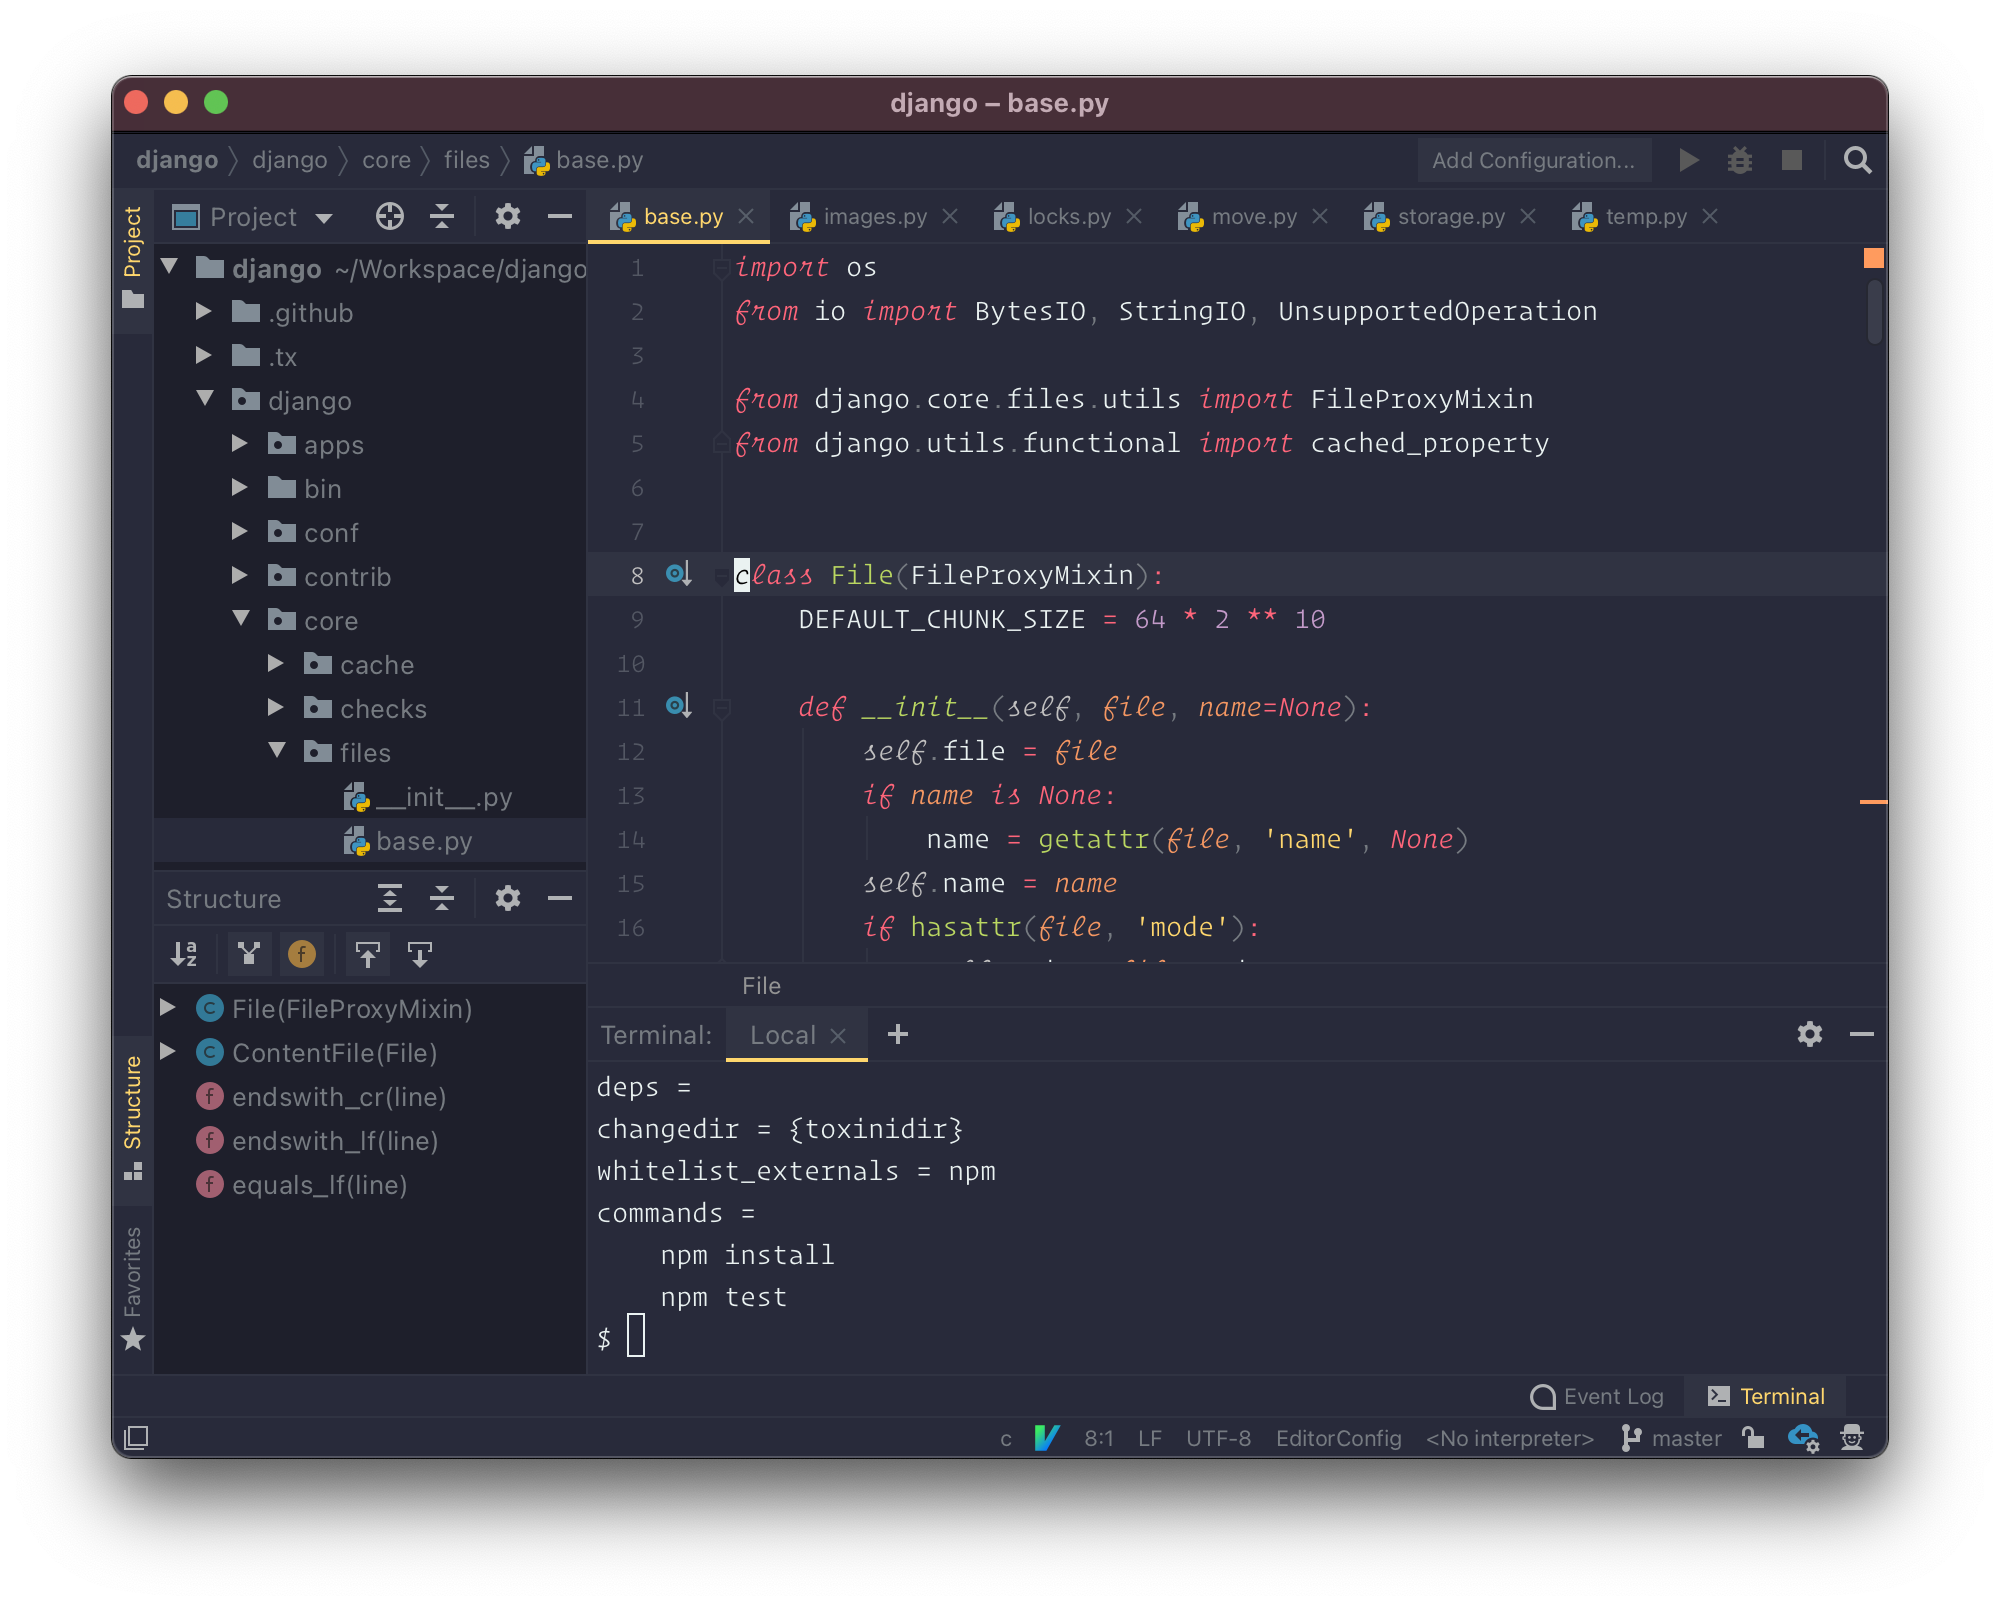 django – base.py
django django core files base.py
Add Configuration...
Project
Project
base.py
images.py
locks.py
move.py
storage.py
temp.py
django ~/Workspace/django
.github
.tx
django
apps
bin
conf
contrib
core
cache
checks
files
__init__.py
base.py
1 import os
2 from io import BytesIO, StringIO, UnsupportedOperation
3
4 from django.core.files.utils import FileProxyMixin
5 from django.utils.functional import cached_property
6
7
8 class File(FileProxyMixin):
9 DEFAULT_CHUNK_SIZE = 64 * 2 ** 10
10
11 def __init__(self, file, name=None):
12 self.file = file
13 if name is None:
14 name = getattr(file, 'name', None)
15 self.name = name
16 if hasattr(file, 'mode'):
File
Structure
Structure
File(FileProxyMixin)
ContentFile(File)
endswith_cr(line)
endswith_lf(line)
equals_lf(line)
Favorites
Terminal: Local
deps =
changedir = {toxinidir}
whitelist_externals = npm
commands =
npm install
npm test
$
Event Log
Terminal
c 8:1 LF UTF-8 EditorConfig <No interpreter> master